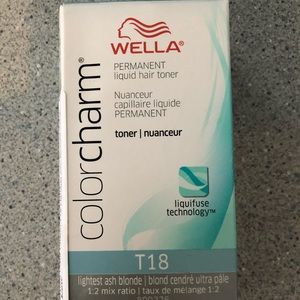 WELLA®
PERMANENT
liquid hair toner
Nuanceur
capillaire liquide
PERMANENT
toner | nuanceur
colorcharm®
liquifuse
technology™
T18
lightest ash blonde | blond cendré ultra pâle
1:2 mix ratio | taux de mélange 1:2